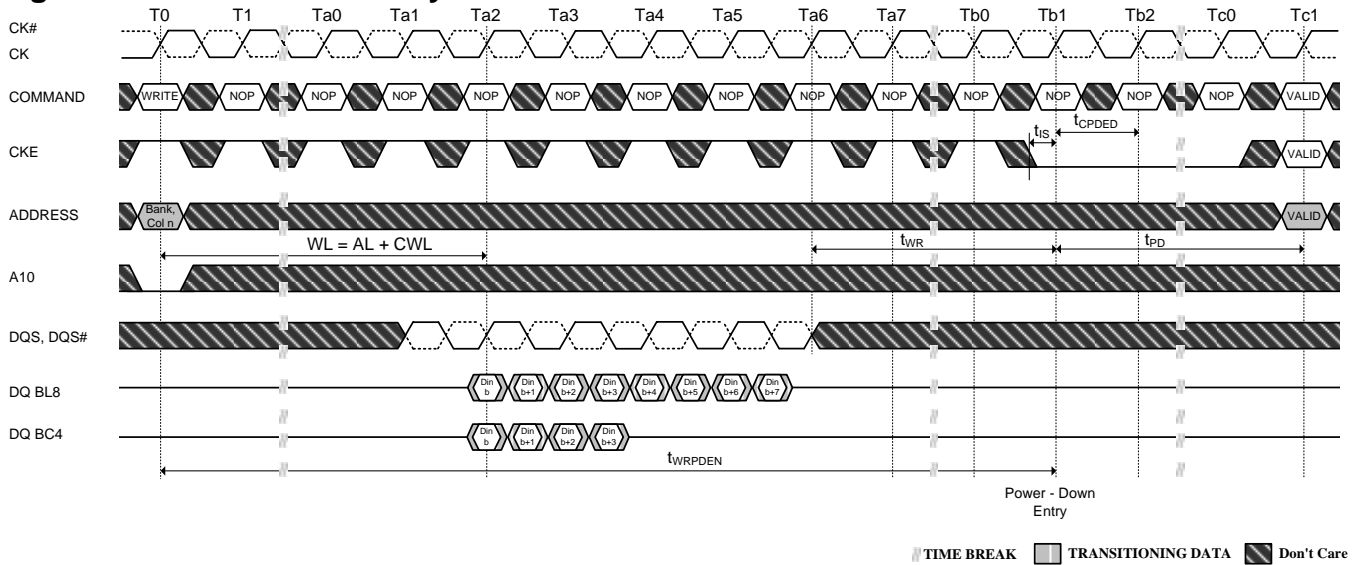 T0 T1 Ta0 Ta1 Ta2 Ta3 Ta4 Ta5 Ta6 Ta7 Tb0 Tb1 Tb2 Tc0 Tc1
CK#
CK
COMMAND WRITE NOP NOP NOP NOP NOP NOP NOP NOP NOP NOP NOP NOP NOP VALID
tIS tCPDED
CKE VALID
ADDRESS Bank, Col n VALID
WL = AL + CWL tWR tPD
A10
DQS, DQS#
DQ BL8 Din b Din b+1 Din b+2 Din b+3 Din b+4 Din b+5 Din b+6 Din b+7
DQ BC4 Din b Din b+1 Din b+2 Din b+3
tWRPDEN
Power - Down
Entry
TIME BREAK TRANSITIONING DATA Don't Care